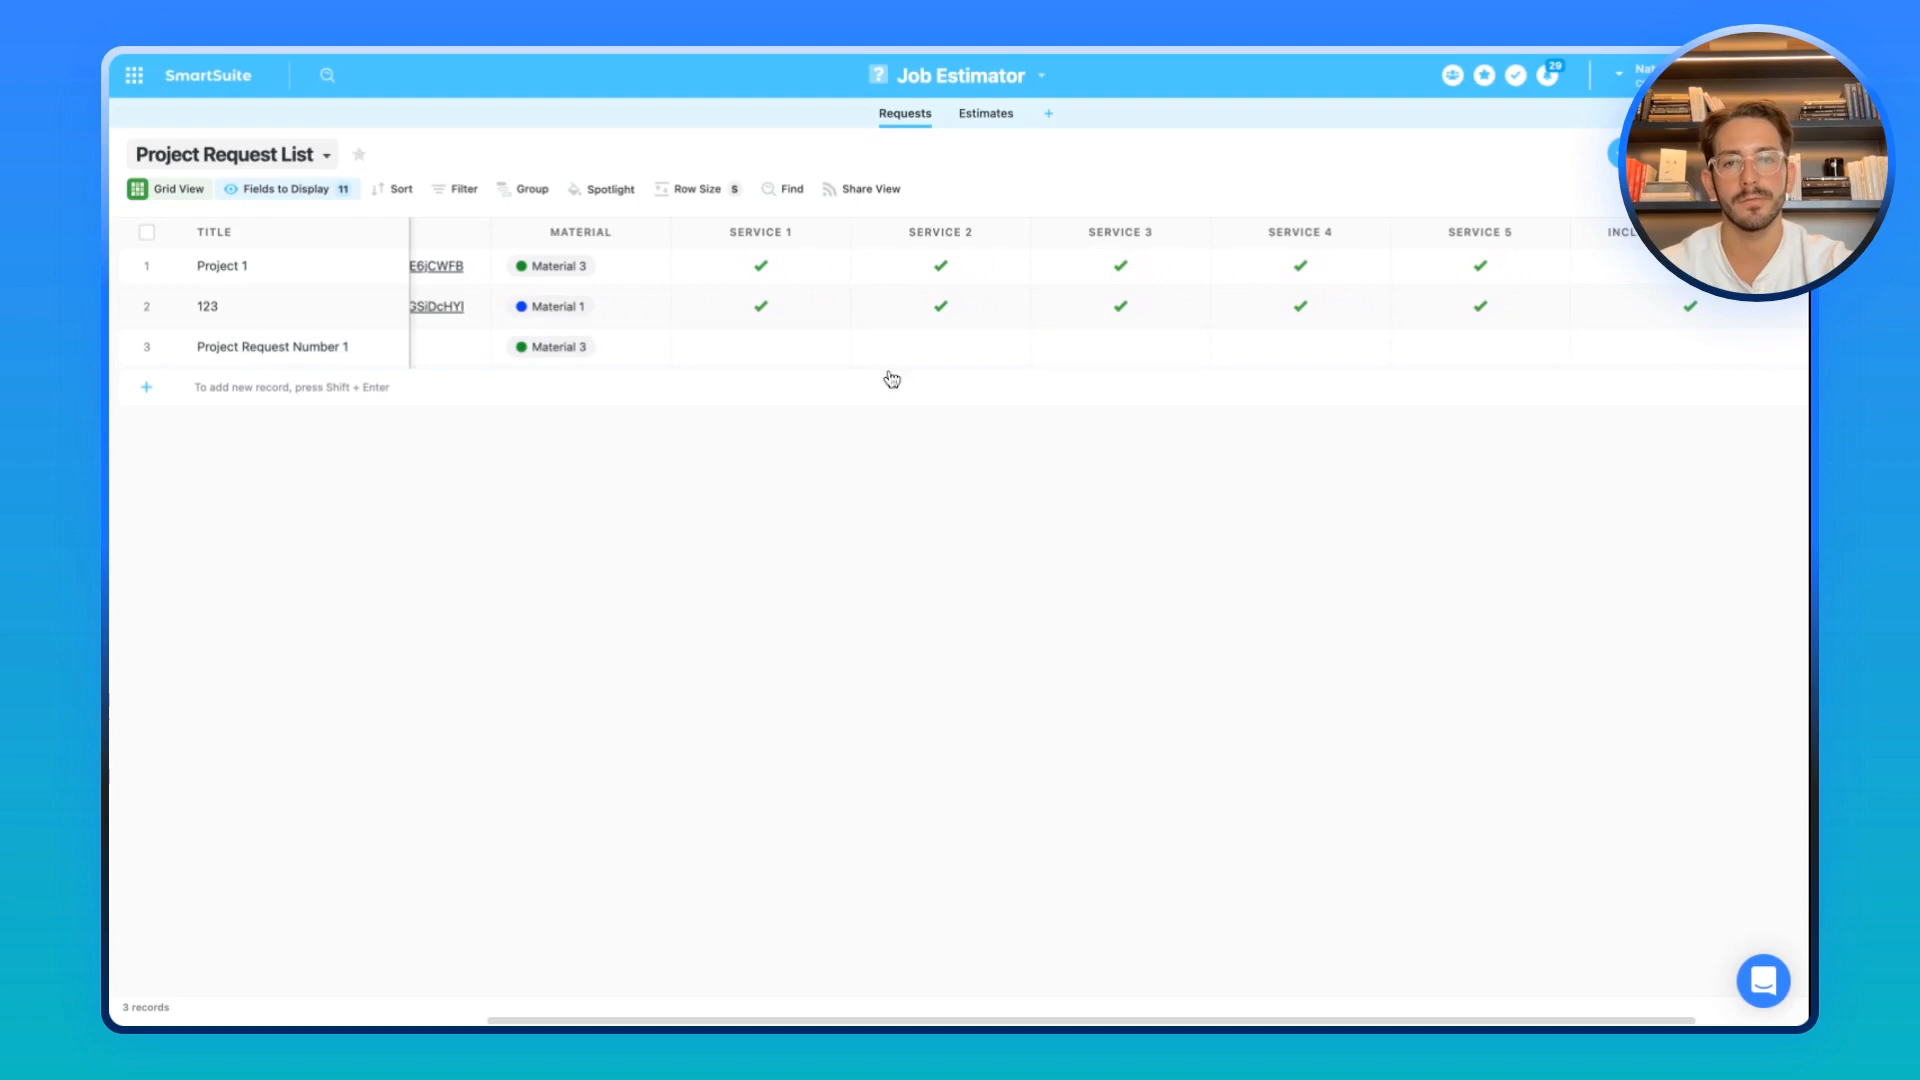 SmartSuite
Job Estimator
29
Requests
Estimates
+
Project Request List
Grid View
Fields to Display 11
Sort
Filter
Group
Spotlight
Row Size S
Find
Share View
TITLE
MATERIAL
SERVICE 1
SERVICE 2
SERVICE 3
SERVICE 4
SERVICE 5
1 Project 1 E6jCWFB Material 3
2 123 GSiDcHYl Material 1
3 Project Request Number 1 Material 3
+ To add new record, press Shift + Enter
3 records